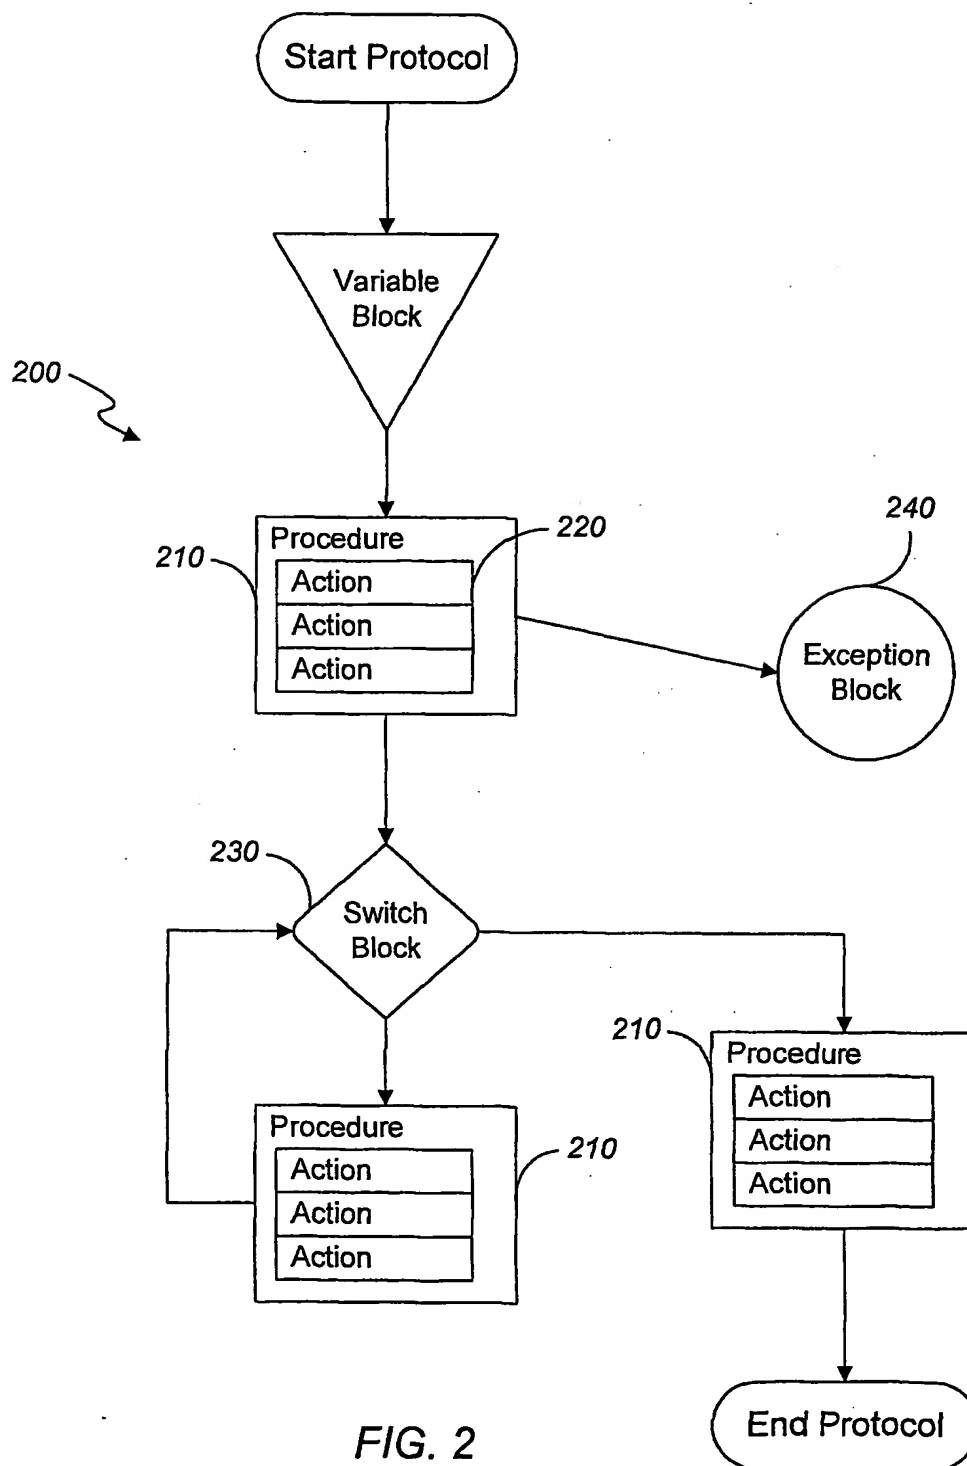 Start Protocol
Variable
Block
200
Procedure
210
220
Action
Action
Action
240
Exception
Block
230
Switch
Block
210
Procedure
Action
Action
Action
Procedure
210
Action
Action
Action
End Protocol
FIG. 2